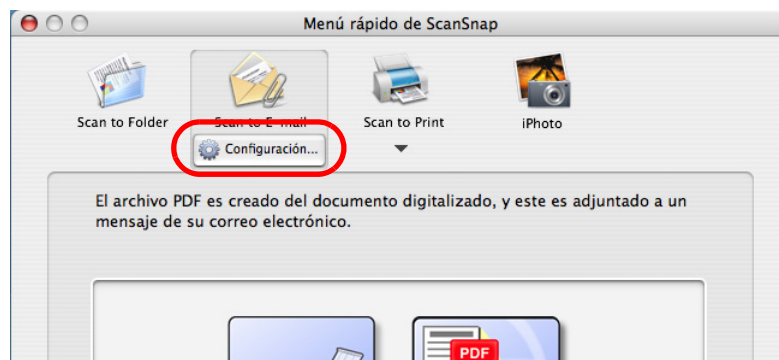 Menú rápido de ScanSnap
Scan to Folder
Scan to E-mail
Scan to Print
iPhoto
Configuración...
El archivo PDF es creado del documento digitalizado, y este es adjuntado a un
mensaje de su correo electrónico.
PDF